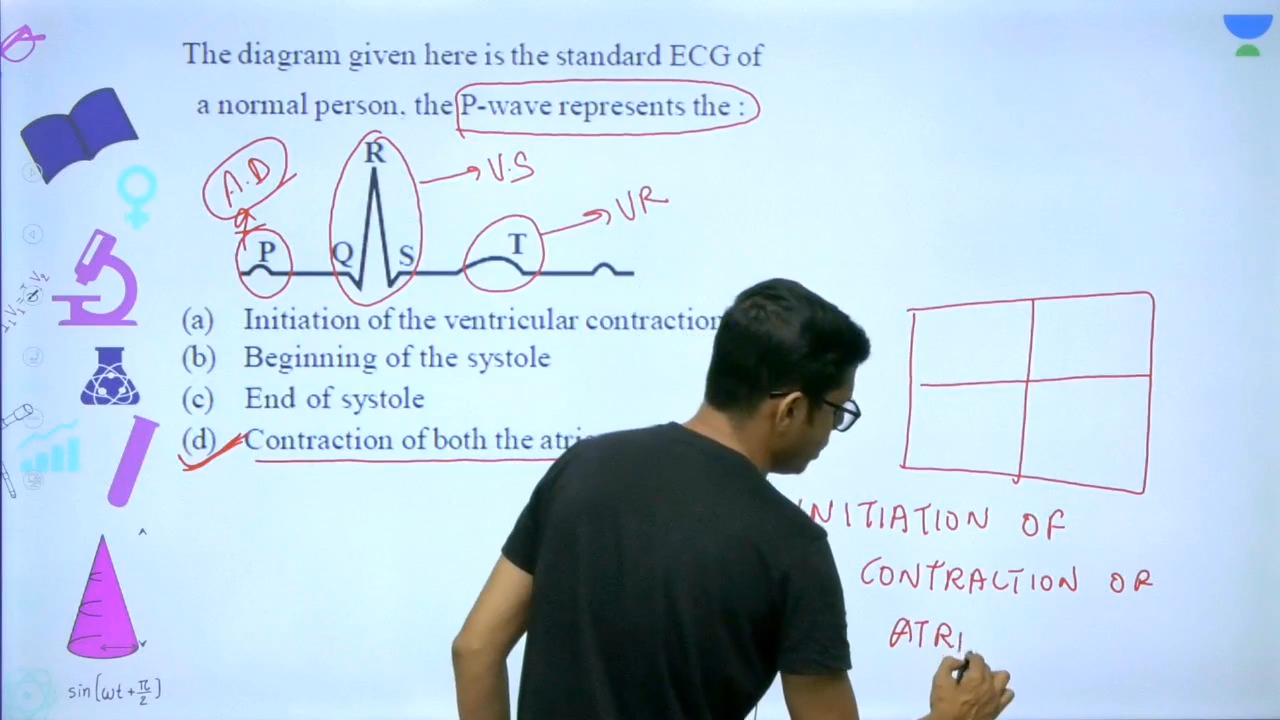 The diagram given here is the standard ECG of
a normal person. the P-wave represents the :
A.D
R
V.S
VR
P
Q
S
T
(a) Initiation of the ventricular contraction
(b) Beginning of the systole
(c) End of systole
(d) Contraction of both the
INITIATION OF
CONTRACTION OR
ATRI
sin(ωt+π/2)